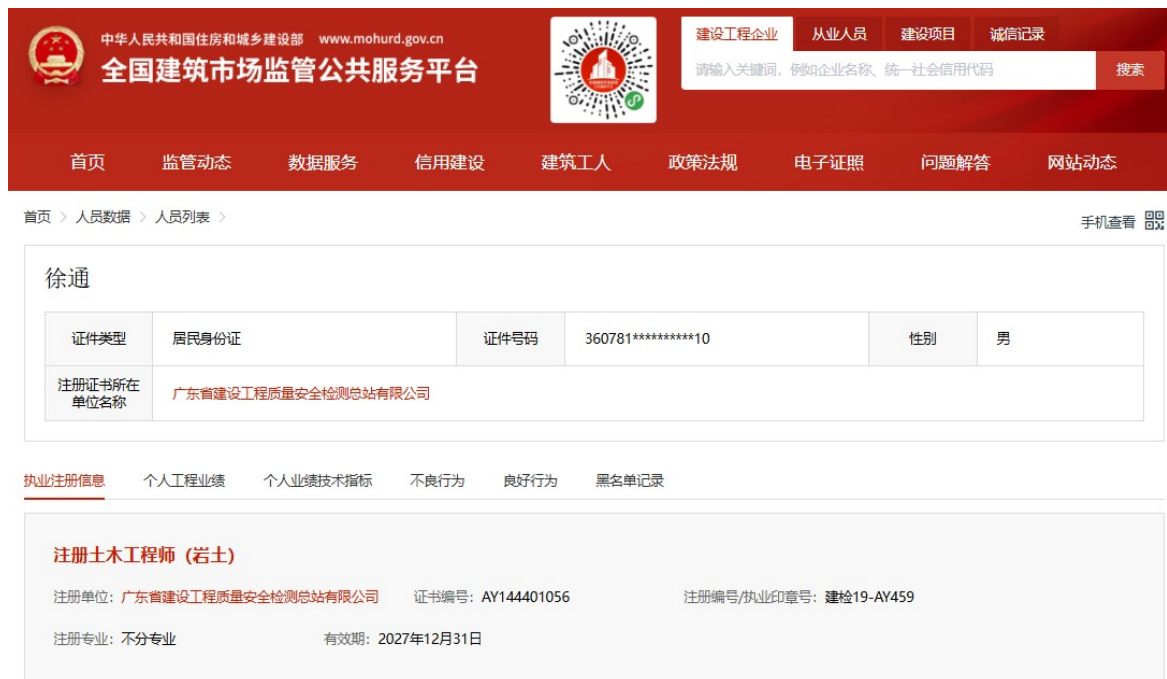 中华人民共和国住房和城乡建设部 www.mohurd.gov.cn
全国建筑市场监管公共服务平台
建设工程企业 从业人员 建设项目 诚信记录
请输入关键词，例如企业名称、统一社会信用代码 搜索
首页 监管动态 数据服务 信用建设 建筑工人 政策法规 电子证照 问题解答 网站动态
首页 > 人员数据 > 人员列表 >
手机查看
徐通
证件类型 居民身份证 证件号码 360781**********10 性别 男
注册证书所在
单位名称
广东省建设工程质量安全检测总站有限公司
执业注册信息 个人工程业绩 个人业绩技术指标 不良行为 良好行为 黑名单记录
注册土木工程师（岩土）
注册单位：广东省建设工程质量安全检测总站有限公司 证书编号：AY144401056 注册编号/执业印章号：建检19-AY459
注册专业：不分专业 有效期：2027年12月31日